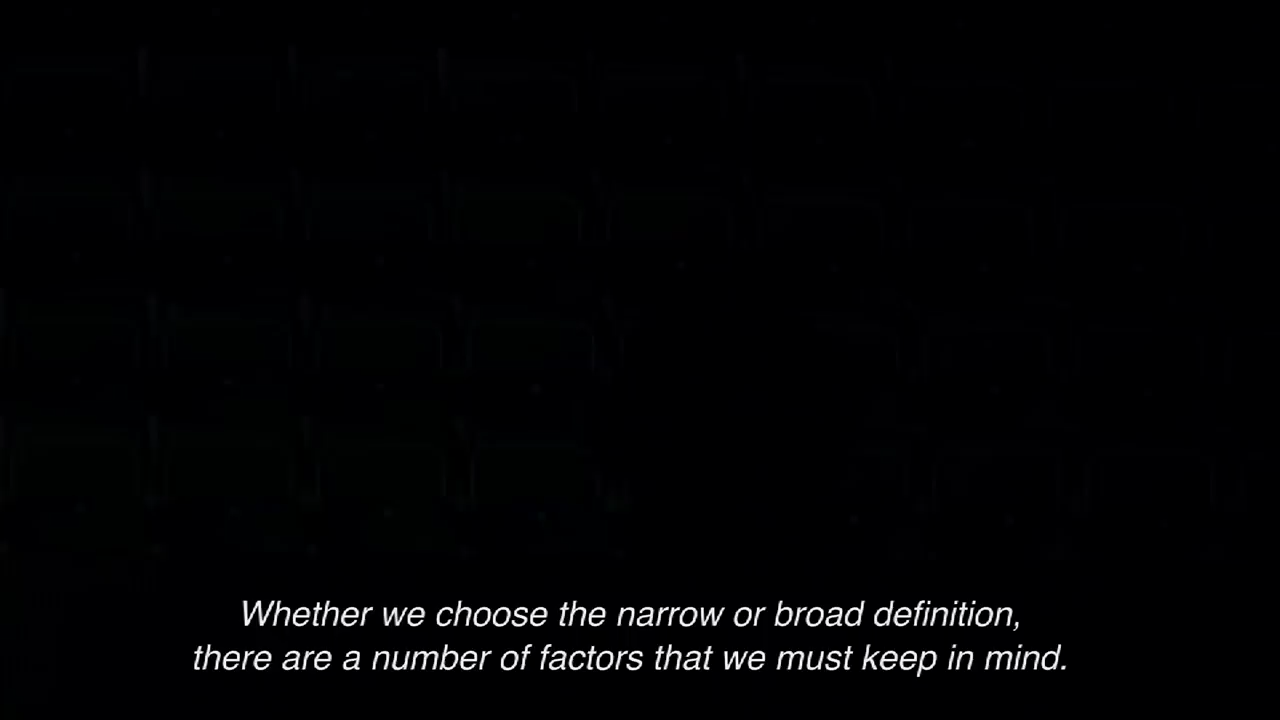 Whether we choose the narrow or broad definition,
there are a number of factors that we must keep in mind.